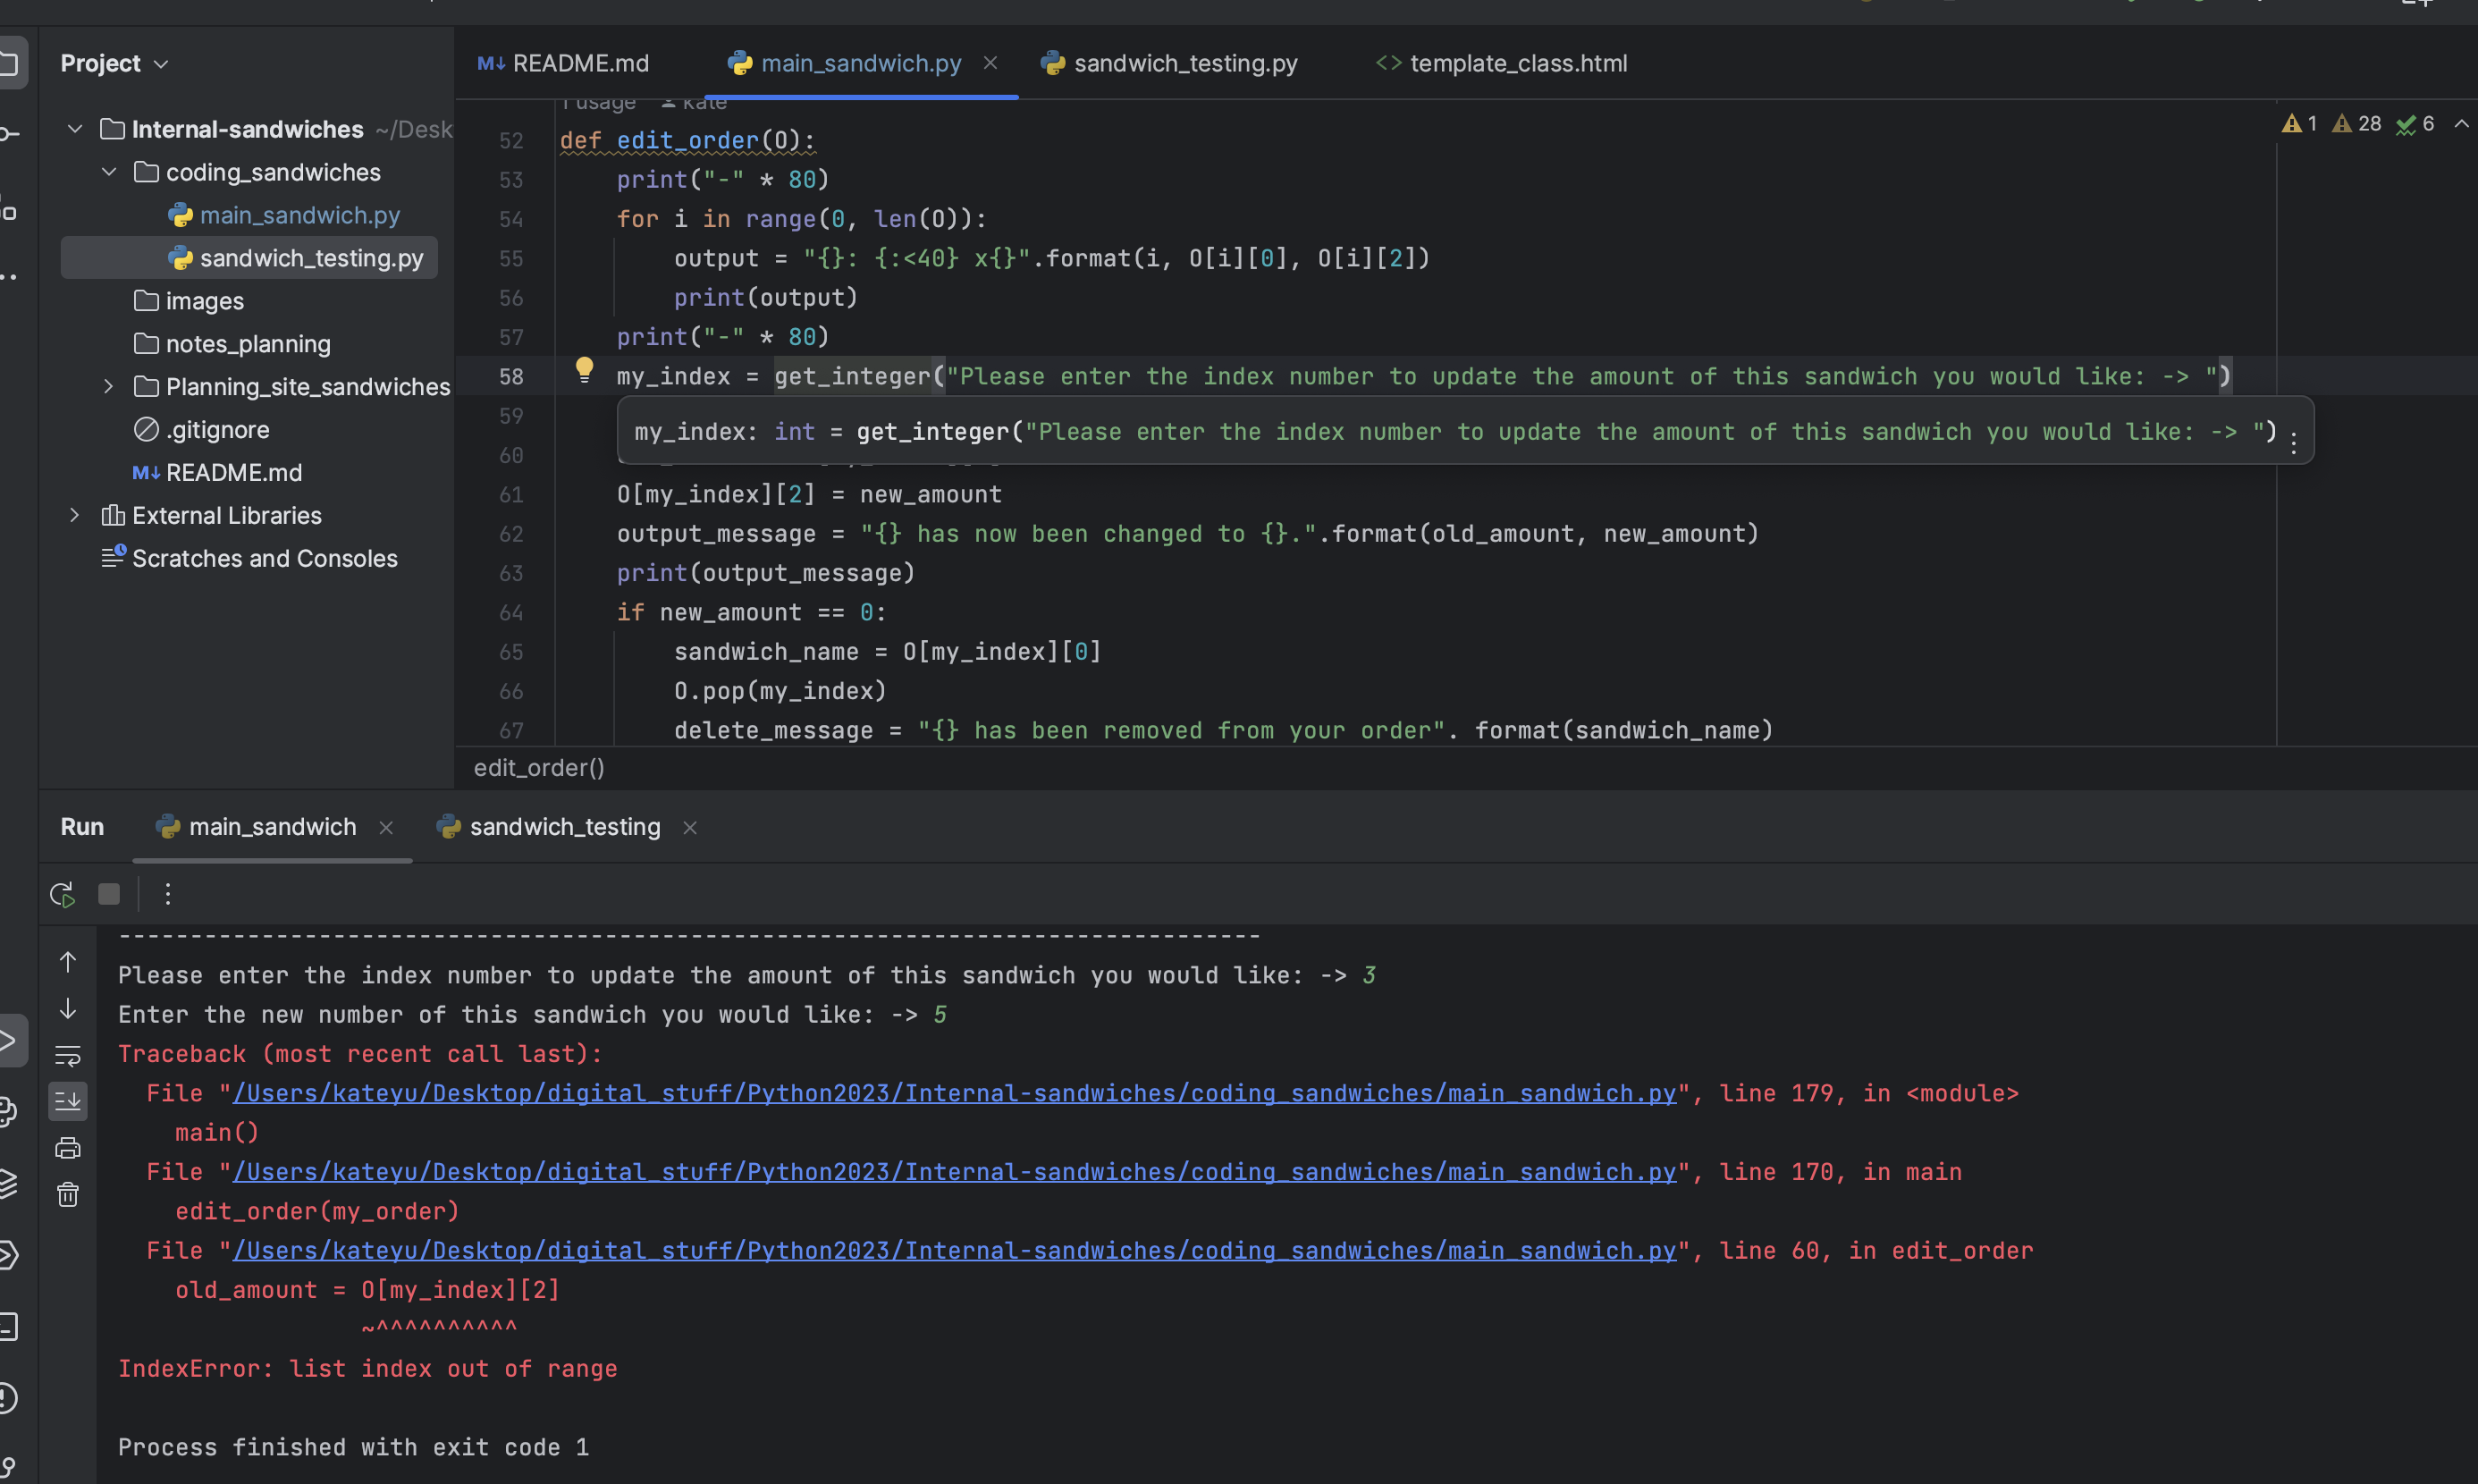 Project
README.md
main_sandwich.py
sandwich_testing.py
<> template_class.html
Internal-sandwiches ~/Desk
coding_sandwiches
main_sandwich.py
sandwich_testing.py
images
notes_planning
Planning_site_sandwiches
.gitignore
README.md
External Libraries
Scratches and Consoles
1 usage kate
1 28 6
52 def edit_order(O):
53 print("-" * 80)
54 for i in range(0, len(O)):
55 output = "{}: {:<40} x{}".format(i, O[i][0], O[i][2])
56 print(output)
57 print("-" * 80)
58 my_index = get_integer("Please enter the index number to update the amount of this sandwich you would like: -> ")
59
my_index: int = get_integer("Please enter the index number to update the amount of this sandwich you would like: -> ")
60
61 O[my_index][2] = new_amount
62 output_message = "{} has now been changed to {}.".format(old_amount, new_amount)
63 print(output_message)
64 if new_amount == 0:
65 sandwich_name = O[my_index][0]
66 O.pop(my_index)
67 delete_message = "{} has been removed from your order". format(sandwich_name)
edit_order()
Run
main_sandwich
sandwich_testing
--------------------------------------------------------------------------------
Please enter the index number to update the amount of this sandwich you would like: -> 3
Enter the new number of this sandwich you would like: -> 5
Traceback (most recent call last):
File "/Users/kateyu/Desktop/digital_stuff/Python2023/Internal-sandwiches/coding_sandwiches/main_sandwich.py", line 179, in <module>
main()
File "/Users/kateyu/Desktop/digital_stuff/Python2023/Internal-sandwiches/coding_sandwiches/main_sandwich.py", line 170, in main
edit_order(my_order)
File "/Users/kateyu/Desktop/digital_stuff/Python2023/Internal-sandwiches/coding_sandwiches/main_sandwich.py", line 60, in edit_order
old_amount = O[my_index][2]
~^^^^^^^^^^
IndexError: list index out of range
Process finished with exit code 1